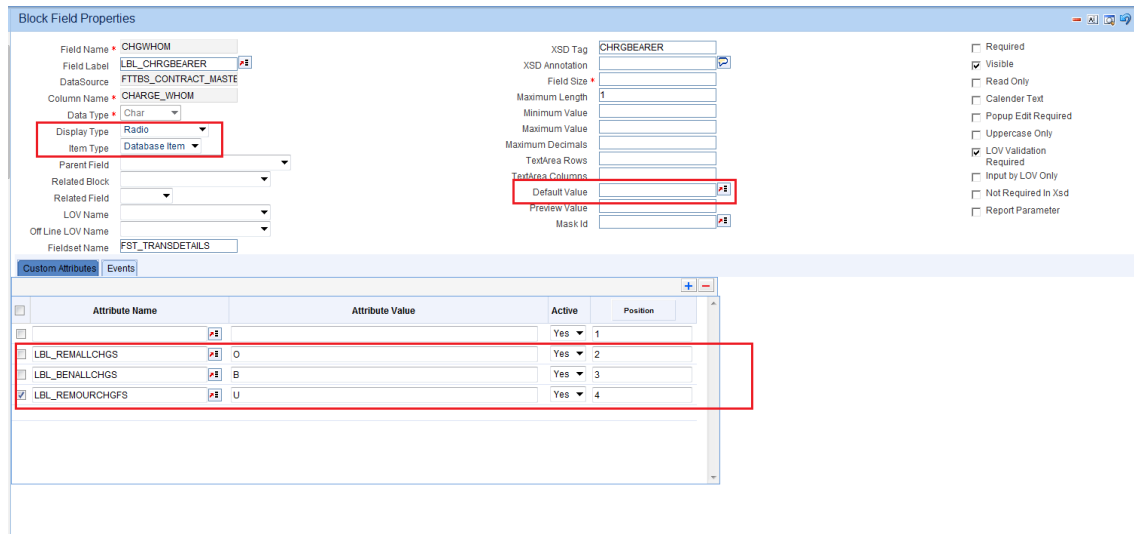 Block Field Properties
Field Name * CHGWHOM
Field Label LBL_CHRGBEARER
DataSource FTTBS_CONTRACT_MASTE
Column Name * CHARGE_WHOM
Data Type * Char
Display Type Radio
Item Type Database Item
Parent Field
Related Block
Related Field
LOV Name
Off Line LOV Name
Fieldset Name FST_TRANSDETAILS
XSD Tag CHRGBEARER
XSD Annotation
Field Size *
Maximum Length 1
Minimum Value
Maximum Value
Maximum Decimals
TextArea Rows
TextArea Columns
Default Value
Preview Value
Mask Id
Required
Visible
Read Only
Calender Text
Popup Edit Required
Uppercase Only
LOV Validation
Required
Input by LOV Only
Not Required In Xsd
Report Parameter
Custom Attributes Events
Attribute Name Attribute Value Active Position
Yes 1
LBL_REMALLCHGS O Yes 2
LBL_BENALLCHGS B Yes 3
LBL_REMOURCHGFS U Yes 4